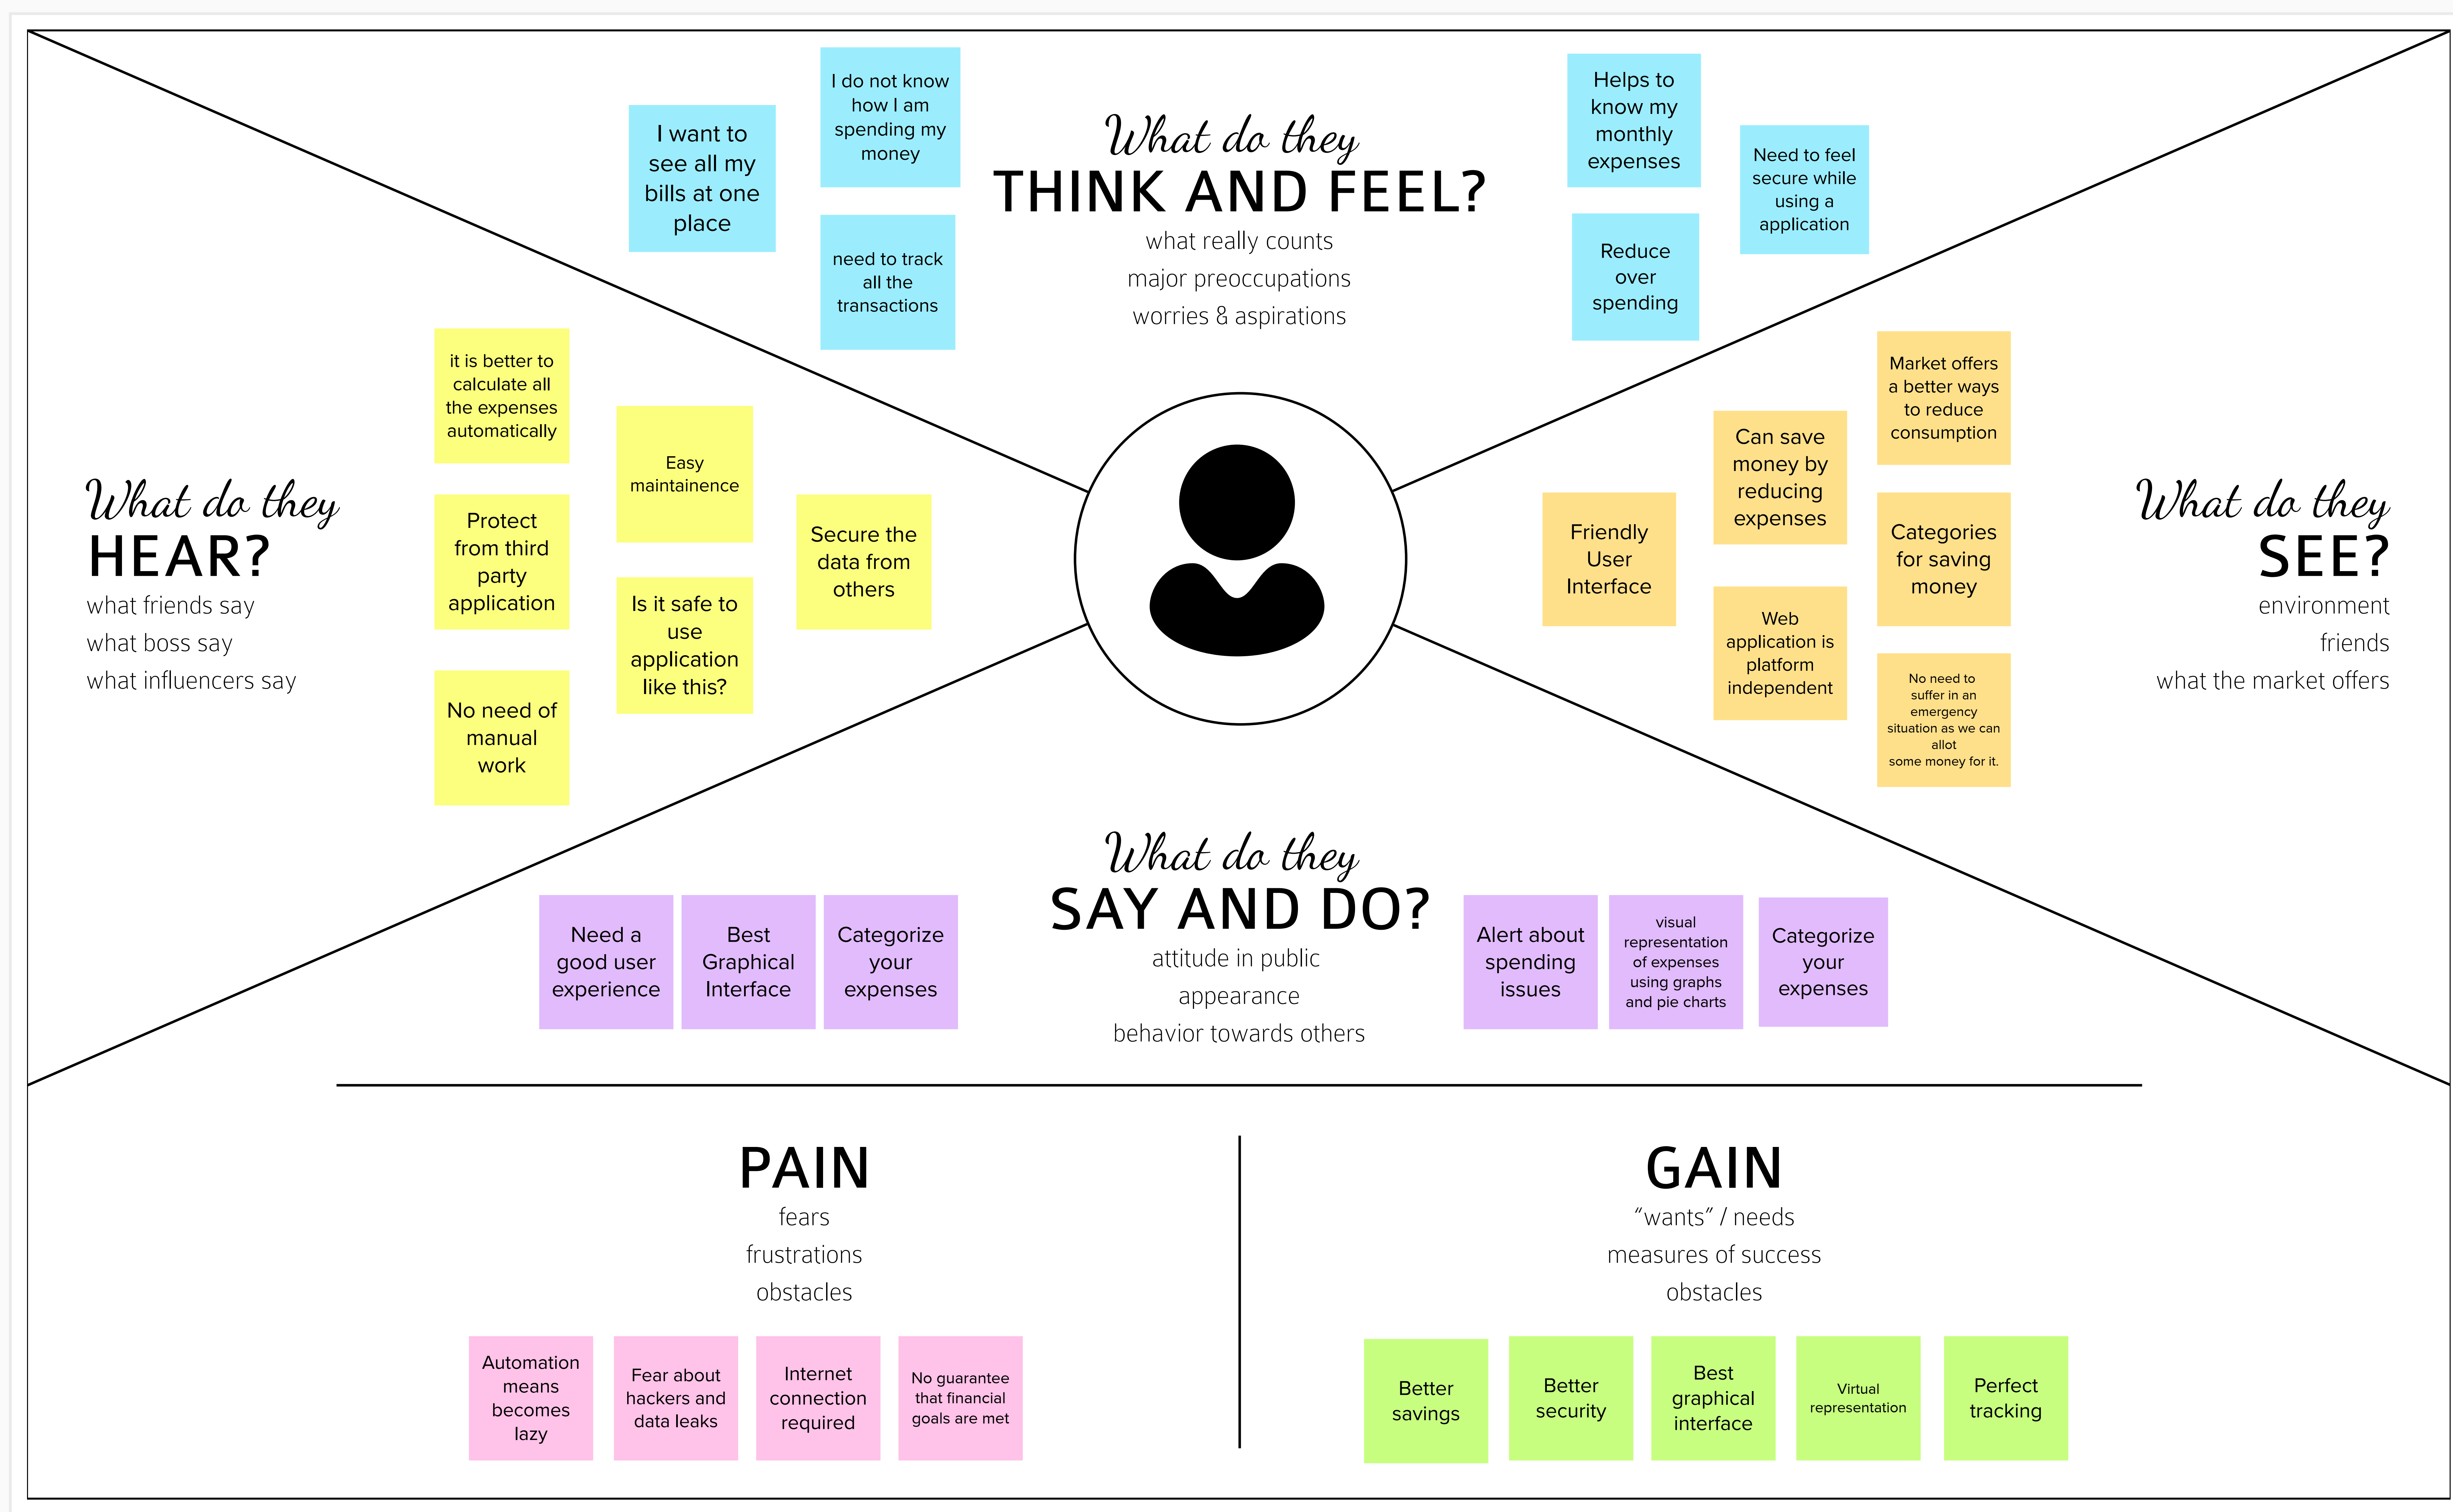 I want to
see all my
bills at one
place
I do not know
how I am
spending my
money
need to track
all the
transactions
What do they
THINK AND FEEL?
what really counts
major preoccupations
worries & aspirations
Helps to
know my
monthly
expenses
Need to feel
secure while
using a
application
Reduce
over
spending
What do they
HEAR?
what friends say
what boss say
what influencers say
it is better to
calculate all
the expenses
automatically
Easy
maintainence
Protect
from third
party
application
Secure the
data from
others
Is it safe to
use
application
like this?
No need of
manual
work
Market offers
a better ways
to reduce
consumption
Can save
money by
reducing
expenses
Friendly
User
Interface
Categories
for saving
money
Web
application is
platform
independent
No need to
suffer in an
emergency
situation as we can
allot
some money for it.
What do they
SEE?
environment
friends
what the market offers
What do they
SAY AND DO?
attitude in public
appearance
behavior towards others
Need a
good user
experience
Best
Graphical
Interface
Categorize
your
expenses
Alert about
spending
issues
visual
representation
of expenses
using graphs
and pie charts
Categorize
your
expenses
PAIN
fears
frustrations
obstacles
Automation
means
becomes
lazy
Fear about
hackers and
data leaks
Internet
connection
required
No guarantee
that financial
goals are met
GAIN
“wants” / needs
measures of success
obstacles
Better
savings
Better
security
Best
graphical
interface
Virtual
representation
Perfect
tracking